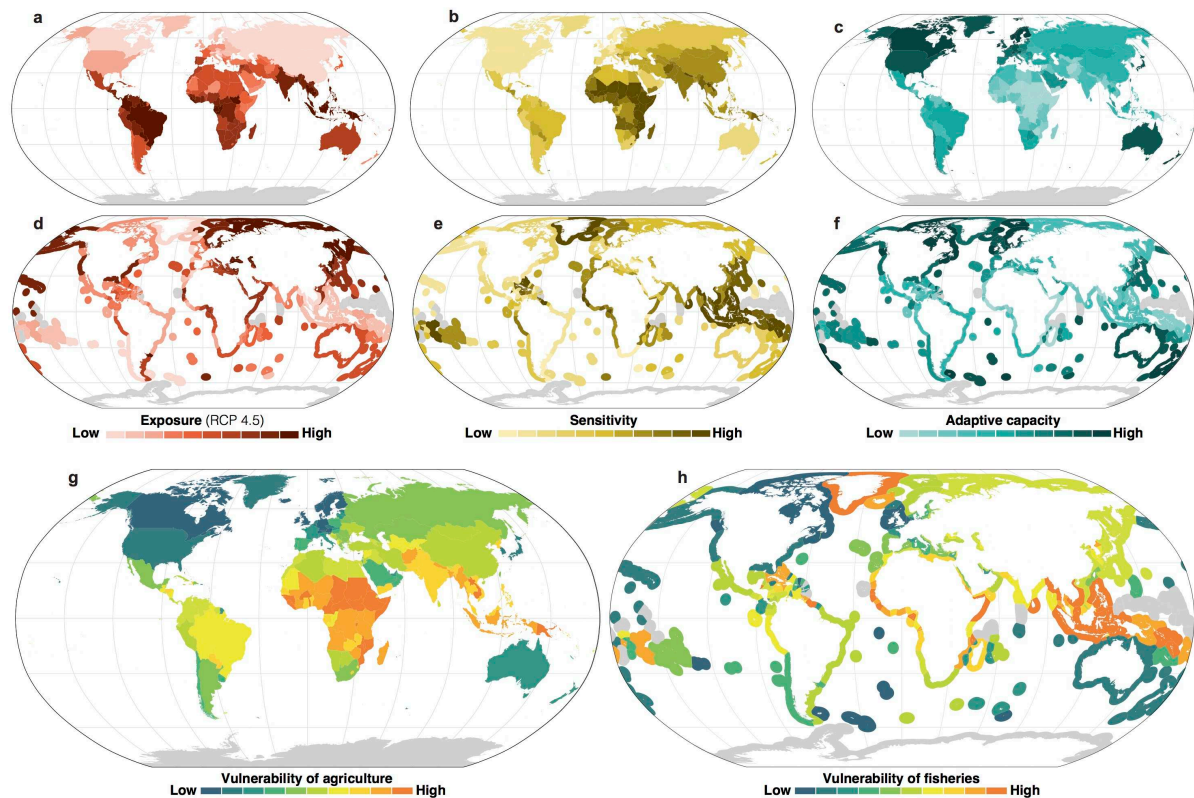 a
b
c
d
e
f
Exposure (RCP 4.5)
Low High
Sensitivity
Low High
Adaptive capacity
Low High
g
h
Vulnerability of agriculture
Low High
Vulnerability of fisheries
Low High